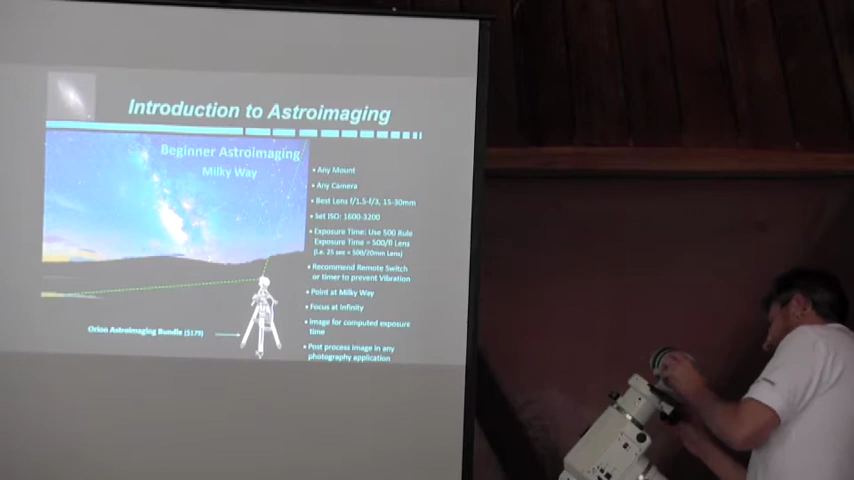 Introduction to Astroimaging
Beginner Astroimaging
Milky Way
Any Mount
Any Camera
Best Lens f/1.5-f/3, 15-30mm
Set ISO: 1600-3200
Exposure Time: Use 500 Rule
Exposure Time = 500/fl Lens
(i.e. 25 sec = 500/20mm Lens)
Recommend Remote Switch
or timer to prevent Vibration
Point at Milky Way
Focus at Infinity
Image for computed exposure
time
Post process image in any
photography application
Orion AstroImaging Bundle ($179)